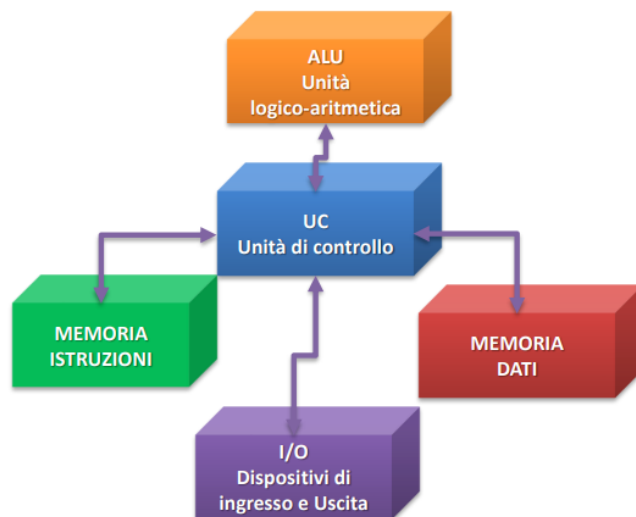 ALU
Unità
logico-aritmetica
UC
Unità di controllo
MEMORIA
ISTRUZIONI
MEMORIA
DATI
I/O
Dispositivi di
ingresso e Uscita